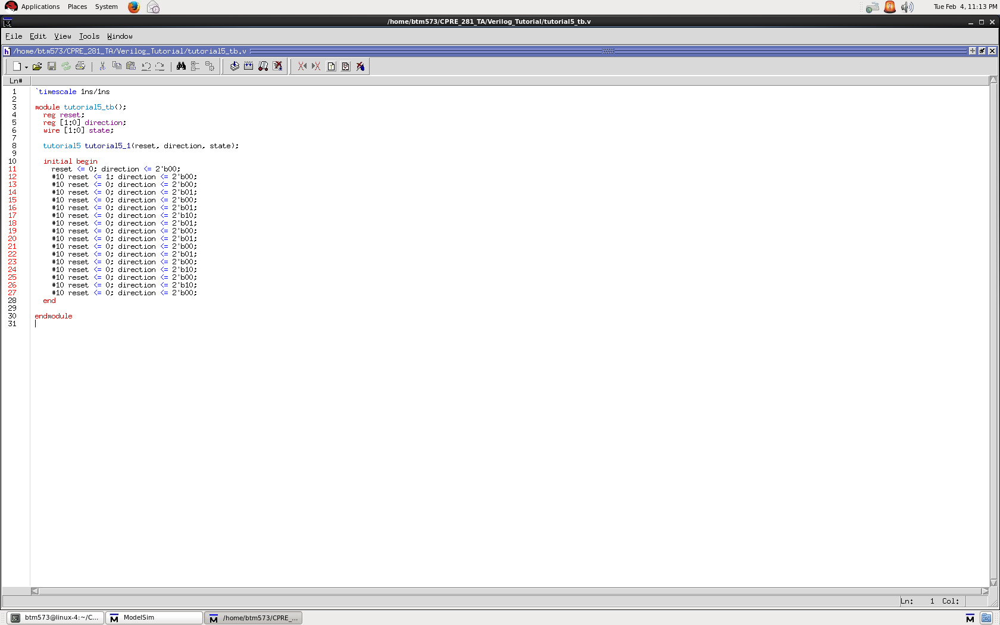 Applications Places System Tue Feb 4, 11:13 PM
/home/btm573/CPRE_281_TA/Verilog_Tutorial/tutorial5_tb.v
File Edit View Tools Window
/home/btm573/CPRE_281_TA/Verilog_Tutorial/tutorial5_tb.v
Ln#
1 `timescale 1ns/1ns
2
3 module tutorial5_tb();
4 reg reset;
5 reg [1:0] direction;
6 wire [1:0] state;
7
8 tutorial5 tutorial5_1(reset, direction, state);
9
10 initial begin
11 reset <= 0; direction <= 2'b00;
12 #10 reset <= 1; direction <= 2'b00;
13 #10 reset <= 0; direction <= 2'b00;
14 #10 reset <= 0; direction <= 2'b01;
15 #10 reset <= 0; direction <= 2'b00;
16 #10 reset <= 0; direction <= 2'b01;
17 #10 reset <= 0; direction <= 2'b10;
18 #10 reset <= 0; direction <= 2'b01;
19 #10 reset <= 0; direction <= 2'b00;
20 #10 reset <= 0; direction <= 2'b01;
21 #10 reset <= 0; direction <= 2'b00;
22 #10 reset <= 0; direction <= 2'b01;
23 #10 reset <= 0; direction <= 2'b00;
24 #10 reset <= 0; direction <= 2'b10;
25 #10 reset <= 0; direction <= 2'b00;
26 #10 reset <= 0; direction <= 2'b10;
27 #10 reset <= 0; direction <= 2'b00;
28 end
29
30 endmodule
31
Ln: 1 Col:
btm573@linux-4:~/C... ModelSim /home/btm573/CPRE_...